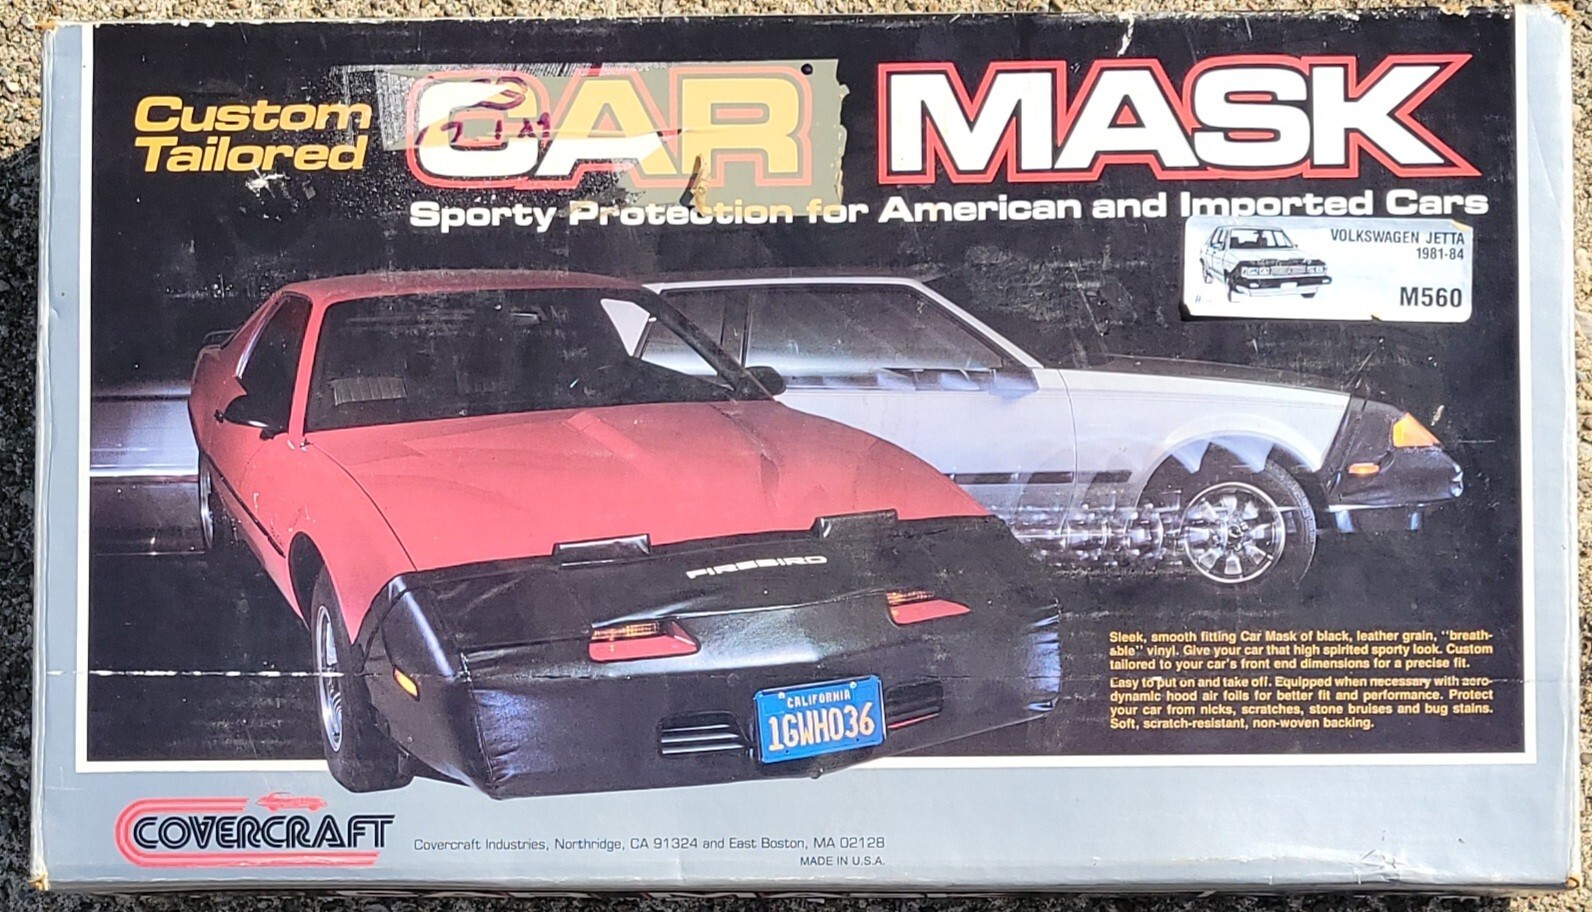 Custom
Tailored
CAR MASK
Sporty Protection for American and Imported Cars
VOLKSWAGEN JETTA
1981-84
M560
FIREBIRD
CALIFORNIA
1GWH036
Sleek, smooth fitting Car Mask of black, leather grain, "breath-
able" vinyl. Give your car that high spirited sporty look. Custom
tailored to your car's front end dimensions for a precise fit.
Easy to put on and take off. Equipped when necessary with aero-
dynamic hood air foils for better fit and performance. Protect
your car from nicks, scratches, stone bruises and bug stains.
Soft, scratch-resistant, non-woven backing.
COVERCRAFT
Covercraft Industries, Northridge, CA 91324 and East Boston, MA 02128
MADE IN U.S.A.